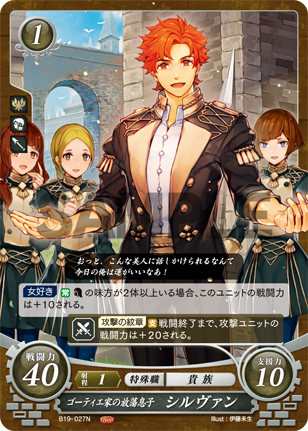 1
おっと、こんな美人に話しかけられるなんて
今日の俺は運がいいなあ!
女好き 常 の味方が2体以上いる場合、このユニットの戦闘力
は+10される。
攻撃の紋章 支 戦闘終了まで、攻撃ユニット
の戦闘力は+20される。
戦闘力
40
射程 1 特殊職 貴族
支援力
10
ゴーティエ家の放蕩息子 シルヴァン
B19-027N
Illust:伊藤未生